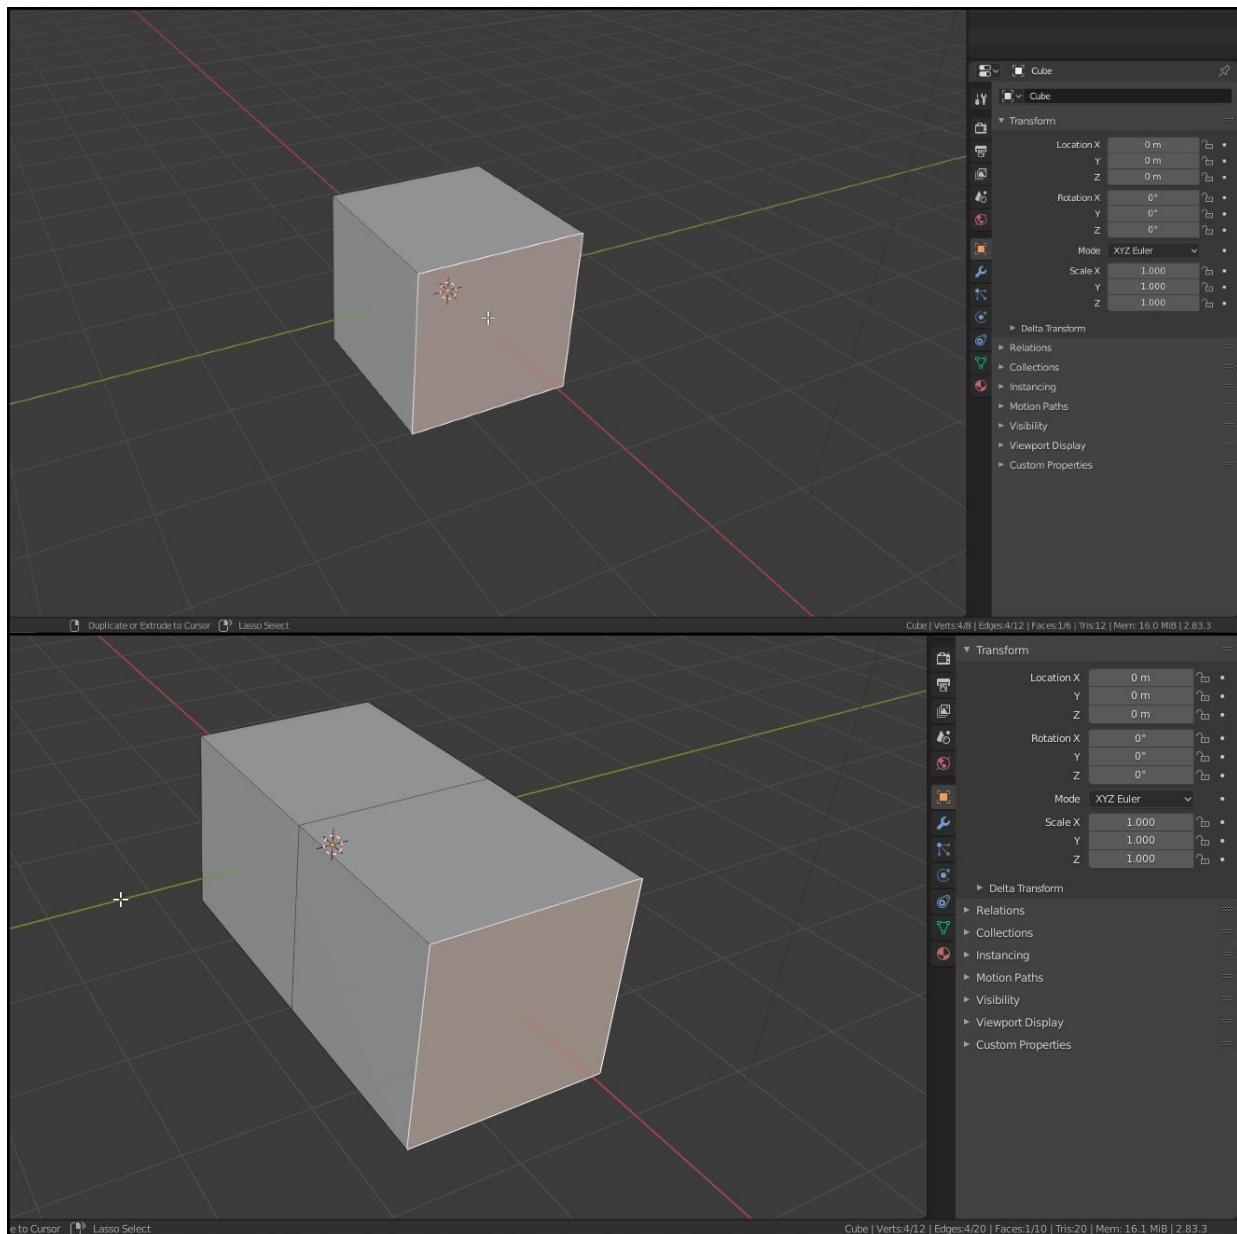 Cube
Cube
Transform
Location X 0 m
Y 0 m
Z 0 m
Rotation X 0°
Y 0°
Z 0°
Mode XYZ Euler
Scale X 1.000
Y 1.000
Z 1.000
Delta Transform
Relations
Collections
Instancing
Motion Paths
Visibility
Viewport Display
Custom Properties
Duplicate or Extrude to Cursor Lasso Select Cube | Verts:4/8 | Edges:4/12 | Faces:1/6 | Tris:12 | Mem: 16.0 MiB | 2.83.3
Transform
Location X 0 m
Y 0 m
Z 0 m
Rotation X 0°
Y 0°
Z 0°
Mode XYZ Euler
Scale X 1.000
Y 1.000
Z 1.000
Delta Transform
Relations
Collections
Instancing
Motion Paths
Visibility
Viewport Display
Custom Properties
e to Cursor Lasso Select Cube | Verts:4/12 | Edges:4/20 | Faces:1/10 | Tris:20 | Mem: 16.1 MiB | 2.83.3